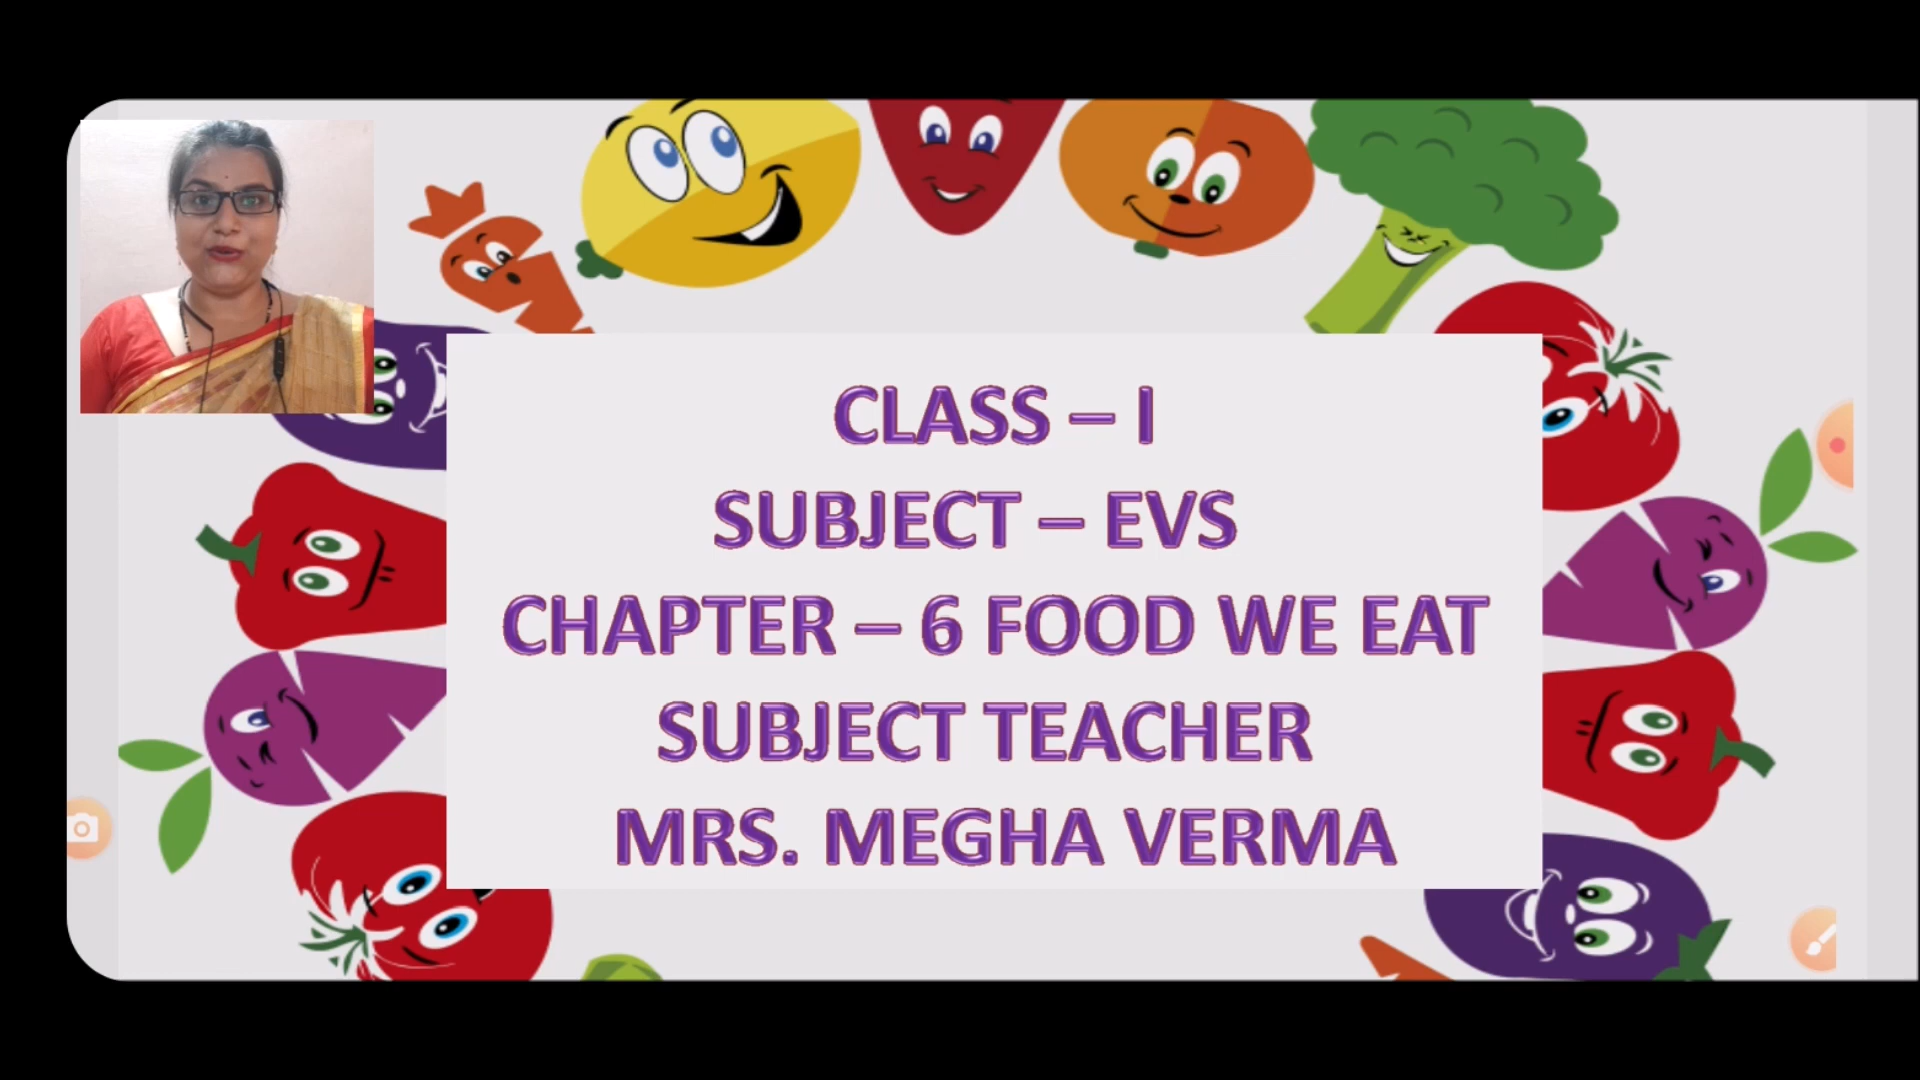 CLASS – I
SUBJECT – EVS
CHAPTER – 6 FOOD WE EAT
SUBJECT TEACHER
MRS. MEGHA VERMA